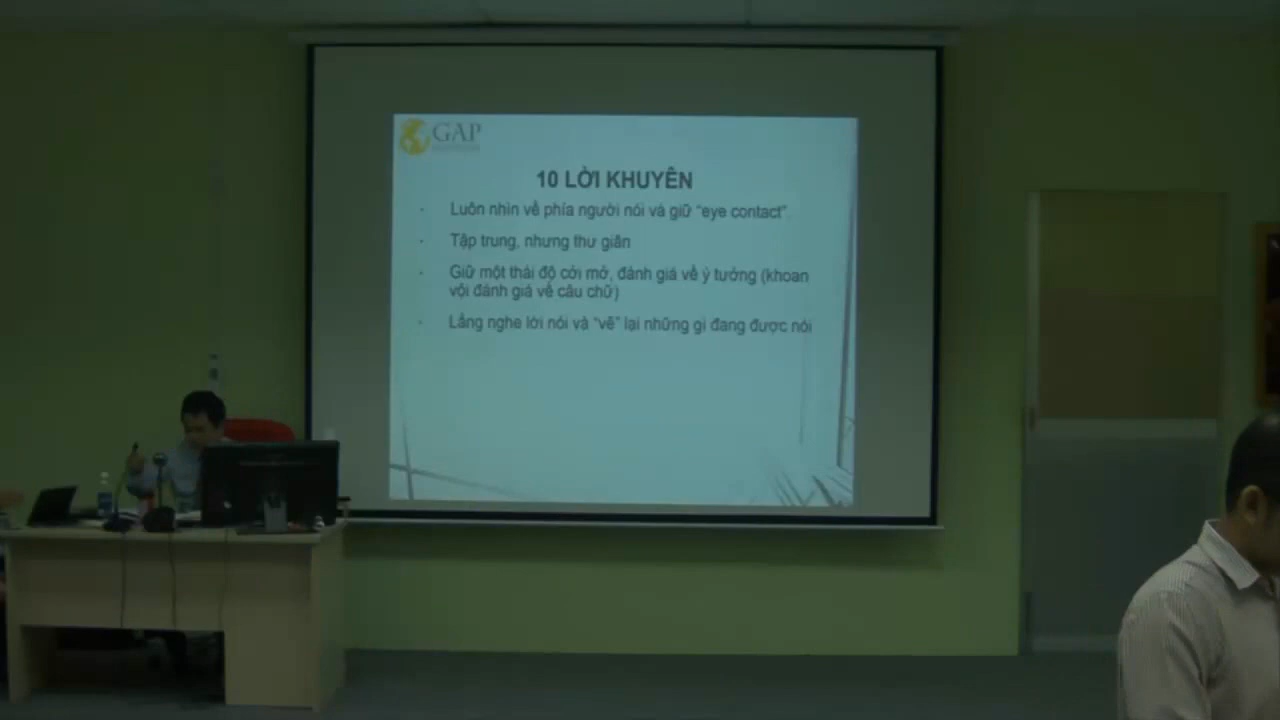 GAP
10 LỜI KHUYÊN
- Luôn nhìn về phía người nói và giữ “eye contact”.
- Tập trung, nhưng thư giãn
- Giữ một thái độ cởi mở, đánh giá về ý tưởng (khoan
vội đánh giá về câu chữ)
- Lắng nghe lời nói và “vẽ” lại những gì đang được nói